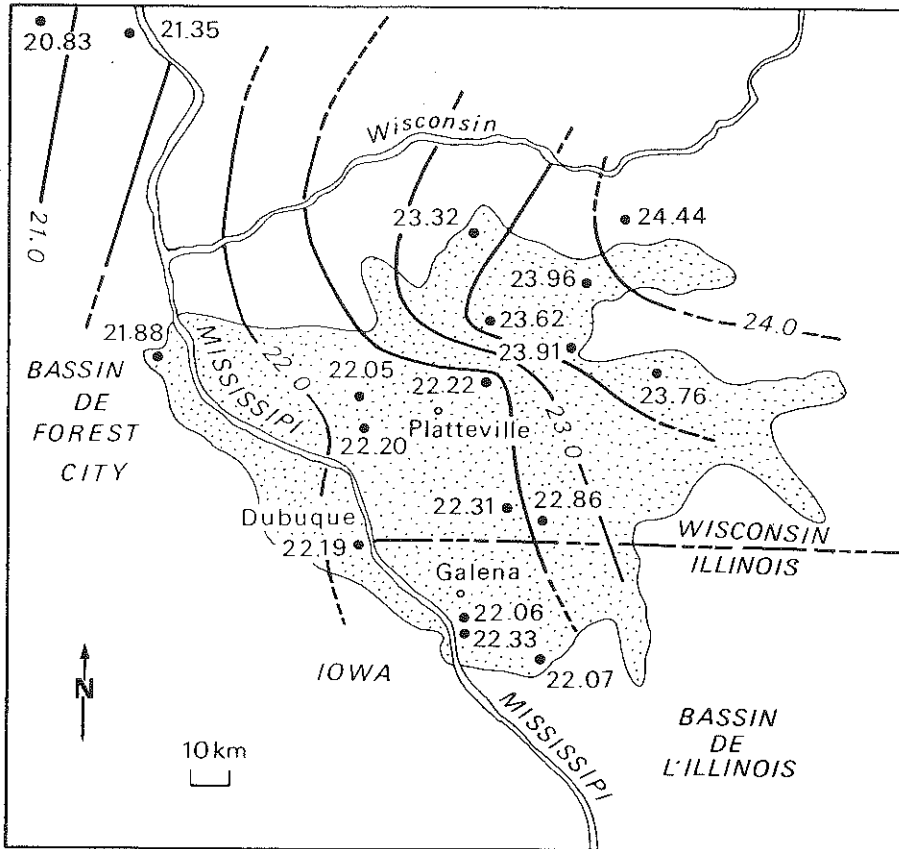 20.83
21.35
Wisconsin
21.0
23.32
24.44
23.96
23.62
24.0
21.88
MISSISSIPI
22.0
23.91
BASSIN
DE
FOREST
CITY
22.05
22.22
23.76
Platteville
22.20
23.0
22.31
22.86
Dubuque
22.19
WISCONSIN
ILLINOIS
Galena
22.06
22.33
22.07
IOWA
N
MISSISSIPI
BASSIN
DE
L'ILLINOIS
10 km